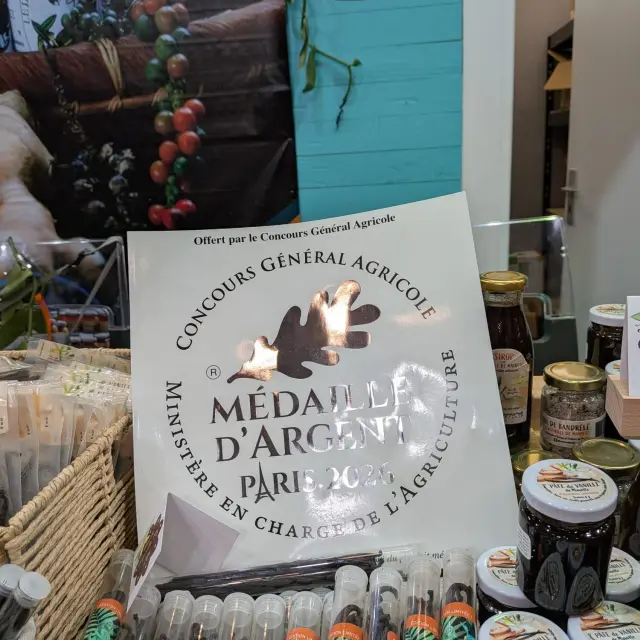 Offert par le Concours Général Agricole
CONCOURS GÉNÉRAL AGRICOLE
®
MÉDAILLE
D'ARGENT
PARIS 2026
MINISTÈRE EN CHARGE DE L'AGRICULTURE
SIROP
PÂTE de VANILLE